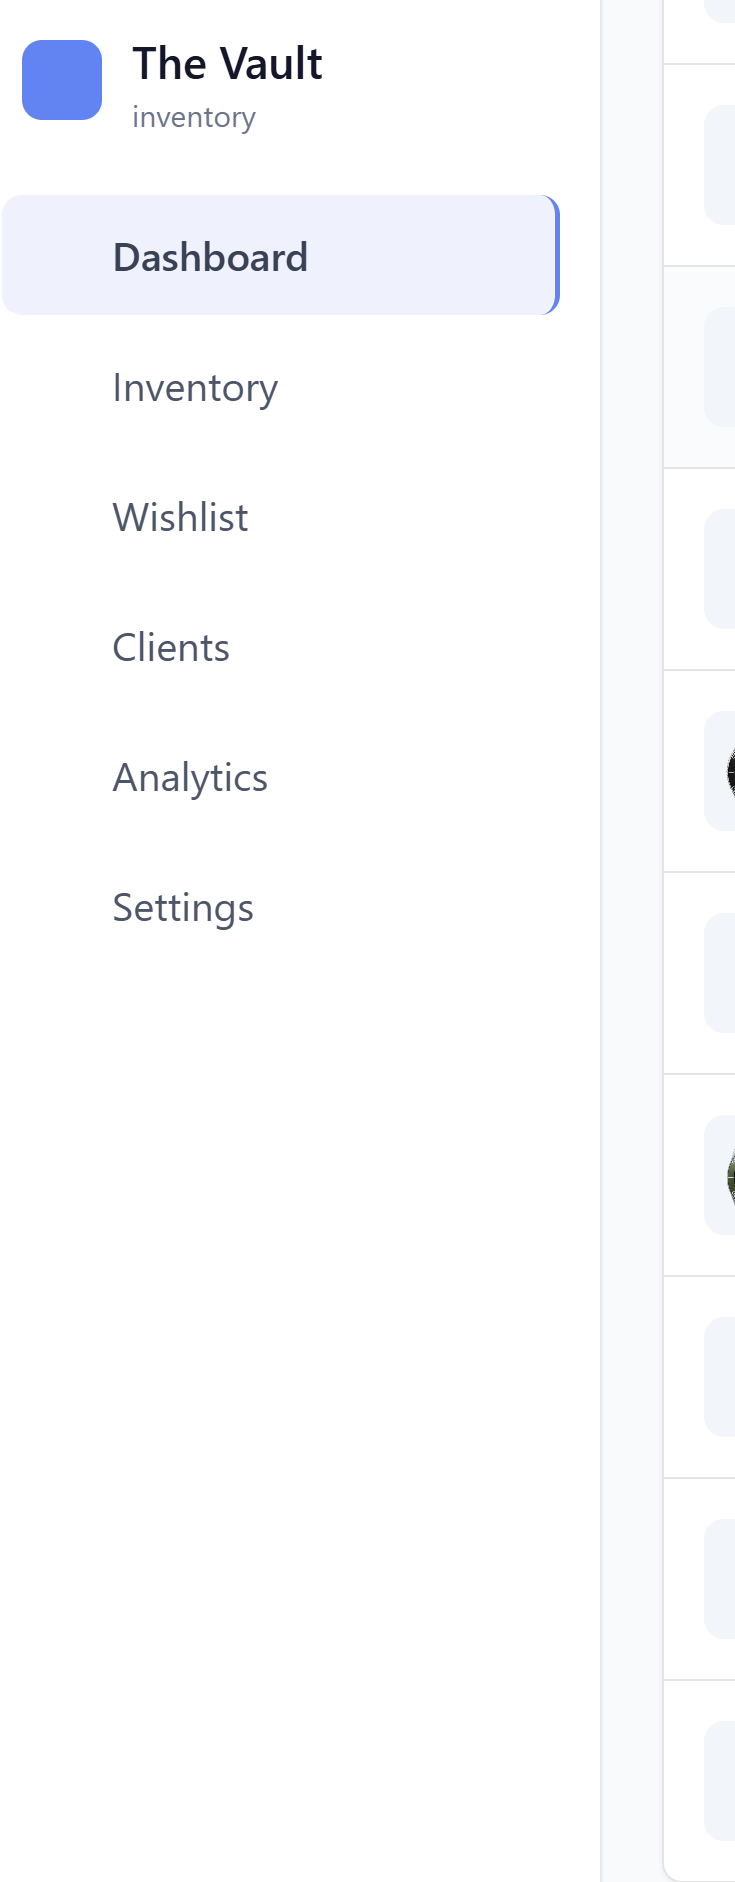 The Vault
inventory
Dashboard
Inventory
Wishlist
Clients
Analytics
Settings